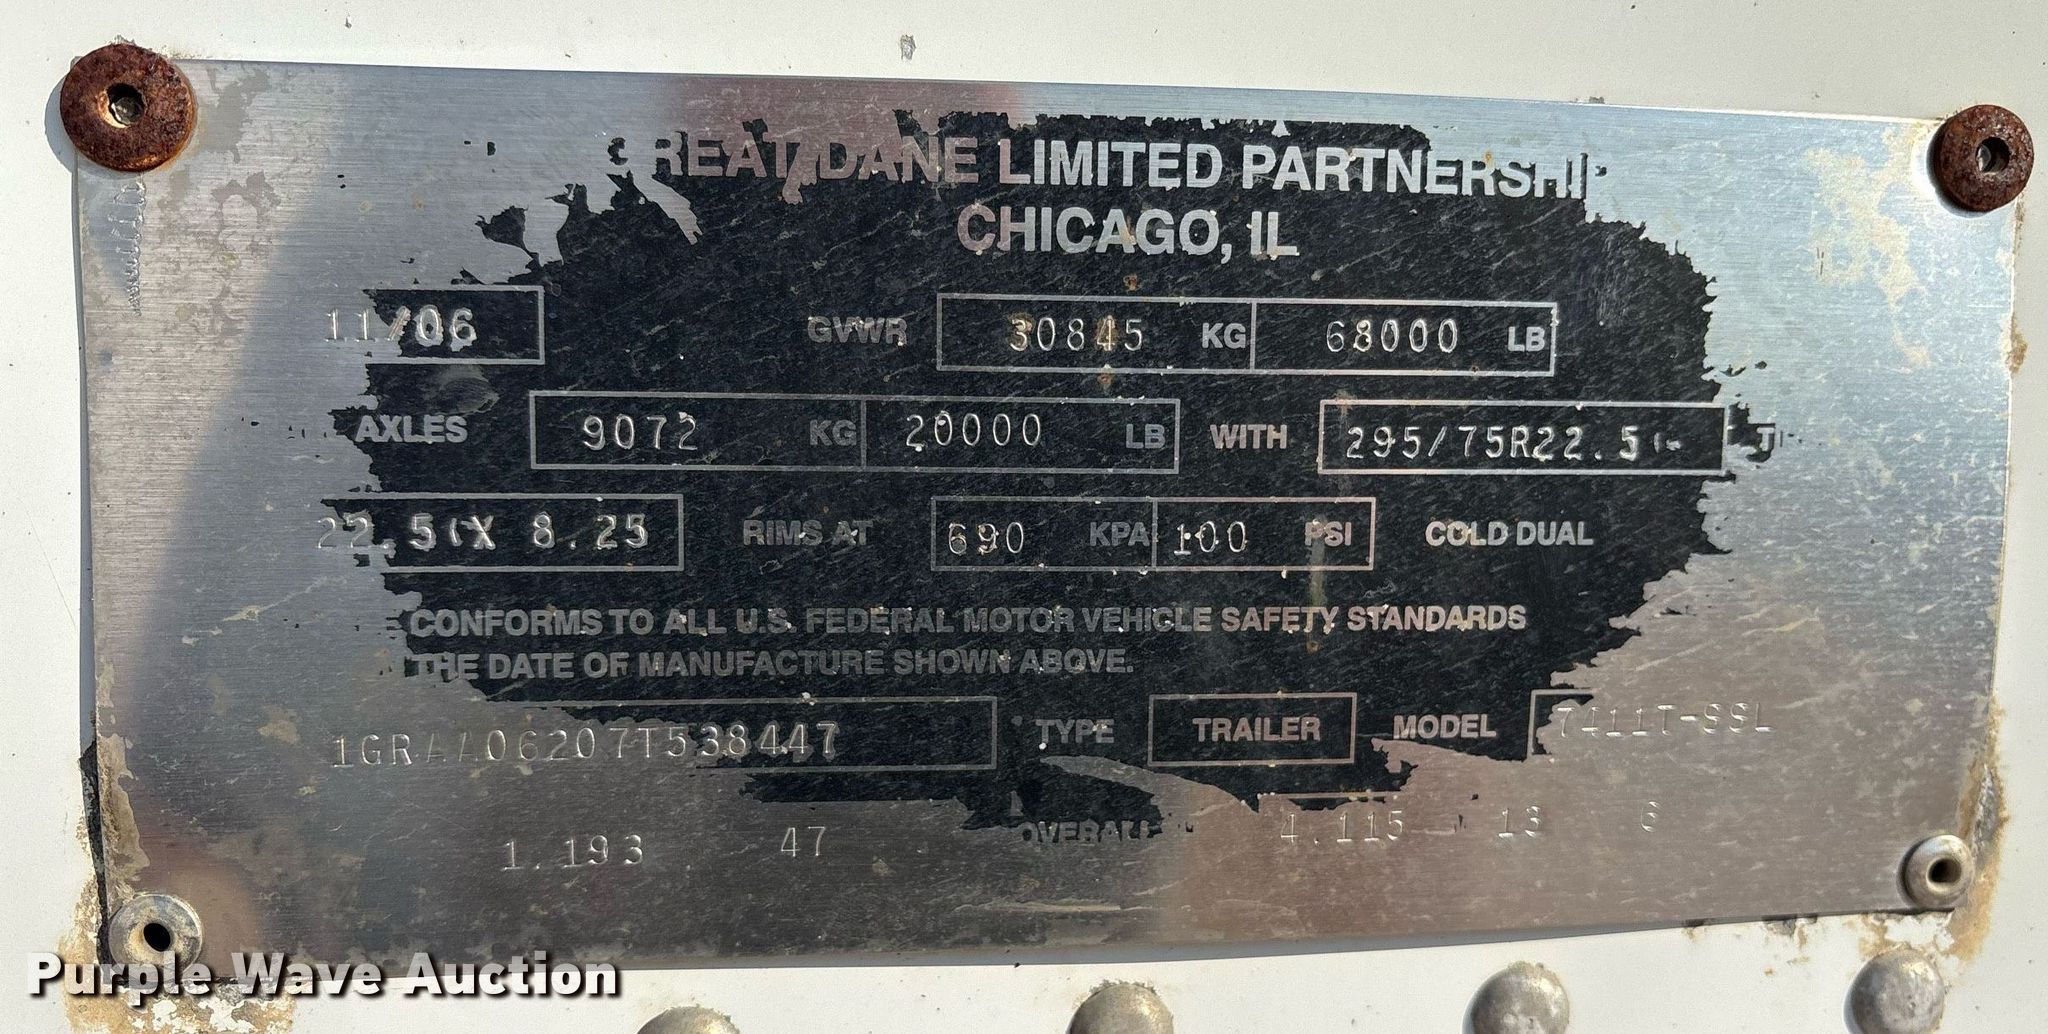 GREAT DANE LIMITED PARTNERSHIP
CHICAGO, IL
11/06 GVWR 30845 KG 68000 LB
AXLES 9072 KG 20000 LB WITH 295/75R22.5
22.5 X 8.25 RIMS AT 690 KPA 100 PSI COLD DUAL
CONFORMS TO ALL U.S. FEDERAL MOTOR VEHICLE SAFETY STANDARDS
THE DATE OF MANUFACTURE SHOWN ABOVE.
1GRAA06207T538447 TYPE TRAILER MODEL 7411T-SSL
1.193 47 OVERALL 4.115 13 6
Purple Wave Auction